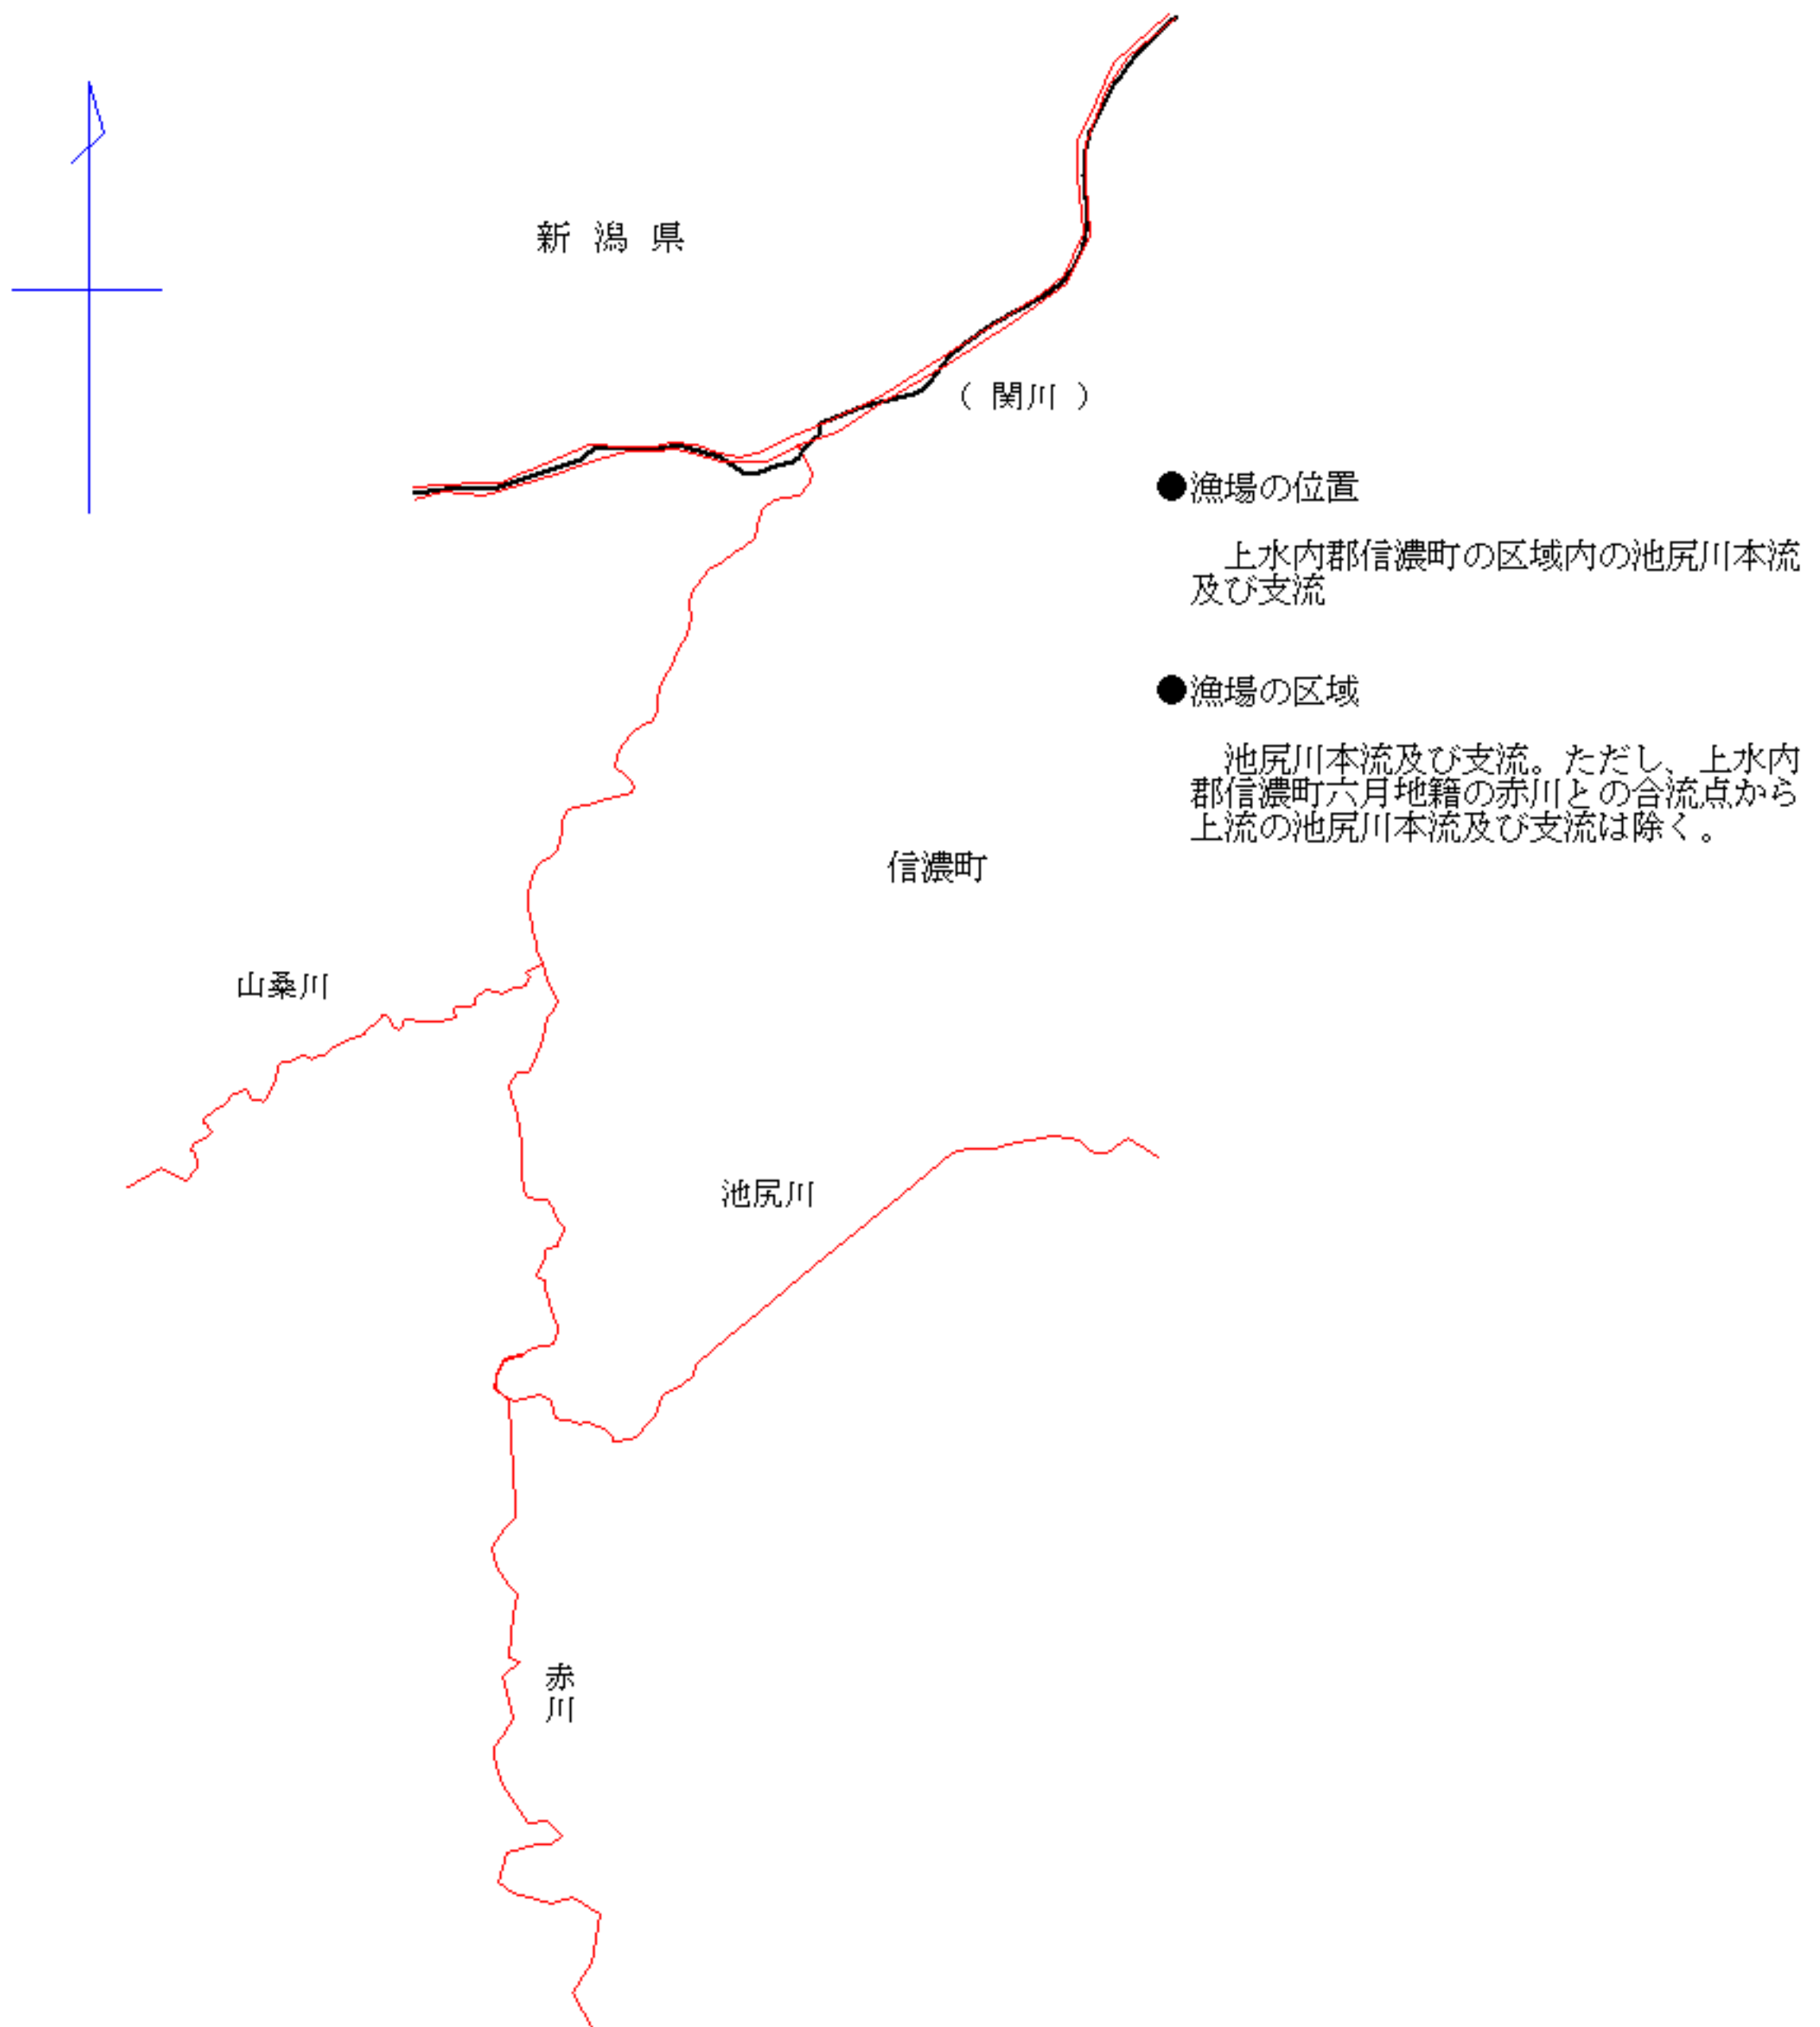 新潟県
（関川）
●漁場の位置
上水内郡信濃町の区域内の池尻川本流
及び支流
●漁場の区域
池尻川本流及び支流。ただし、上水内
郡信濃町六月地籍の赤川との合流点から
上流の池尻川本流及び支流は除く。
信濃町
山桑川
池尻川
赤川